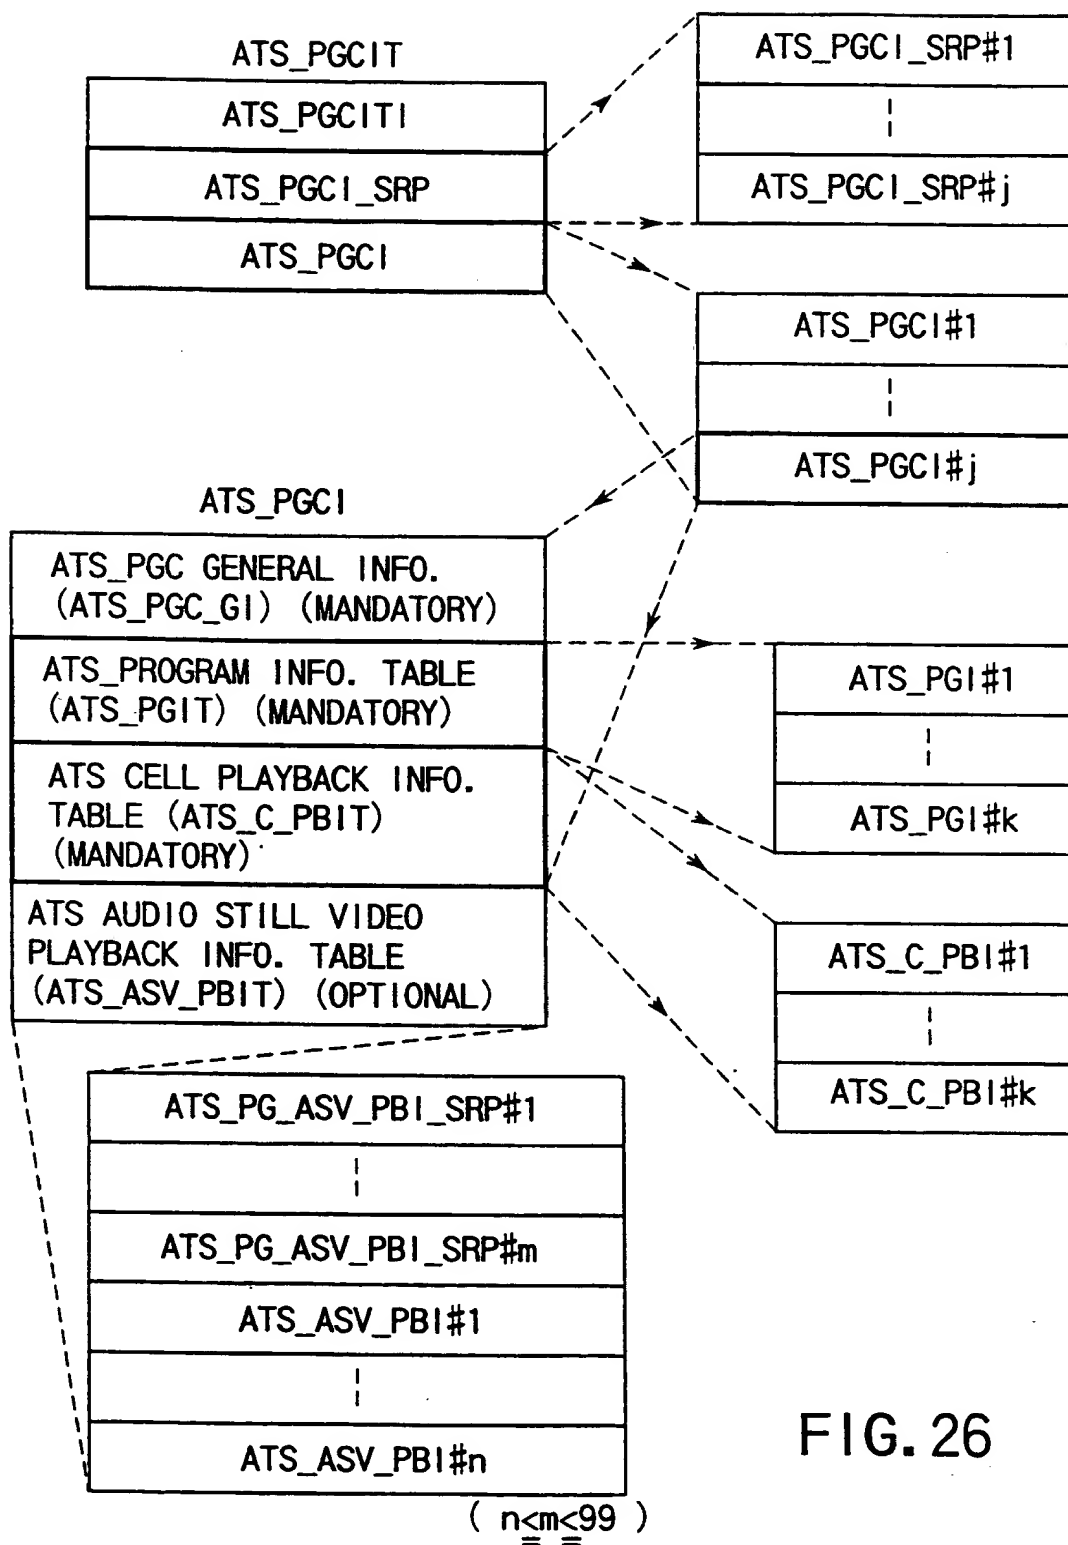 ATS_PGCIT
ATS_PGCITI
ATS_PGCI_SRP
ATS_PGCI
ATS_PGCI_SRP#1
ATS_PGCI_SRP#j
ATS_PGCI#1
ATS_PGCI#j
ATS_PGCI
ATS_PGC GENERAL INFO.
(ATS_PGC_GI) (MANDATORY)
ATS_PROGRAM INFO. TABLE
(ATS_PGIT) (MANDATORY)
ATS CELL PLAYBACK INFO.
TABLE (ATS_C_PBIT)
(MANDATORY)
ATS AUDIO STILL VIDEO
PLAYBACK INFO. TABLE
(ATS_ASV_PBIT) (OPTIONAL)
ATS_PGI#1
ATS_PGI#k
ATS_C_PBI#1
ATS_C_PBI#k
ATS_PG_ASV_PBI_SRP#1
ATS_PG_ASV_PBI_SRP#m
ATS_ASV_PBI#1
ATS_ASV_PBI#n
( n≦m≦99 )
FIG. 26